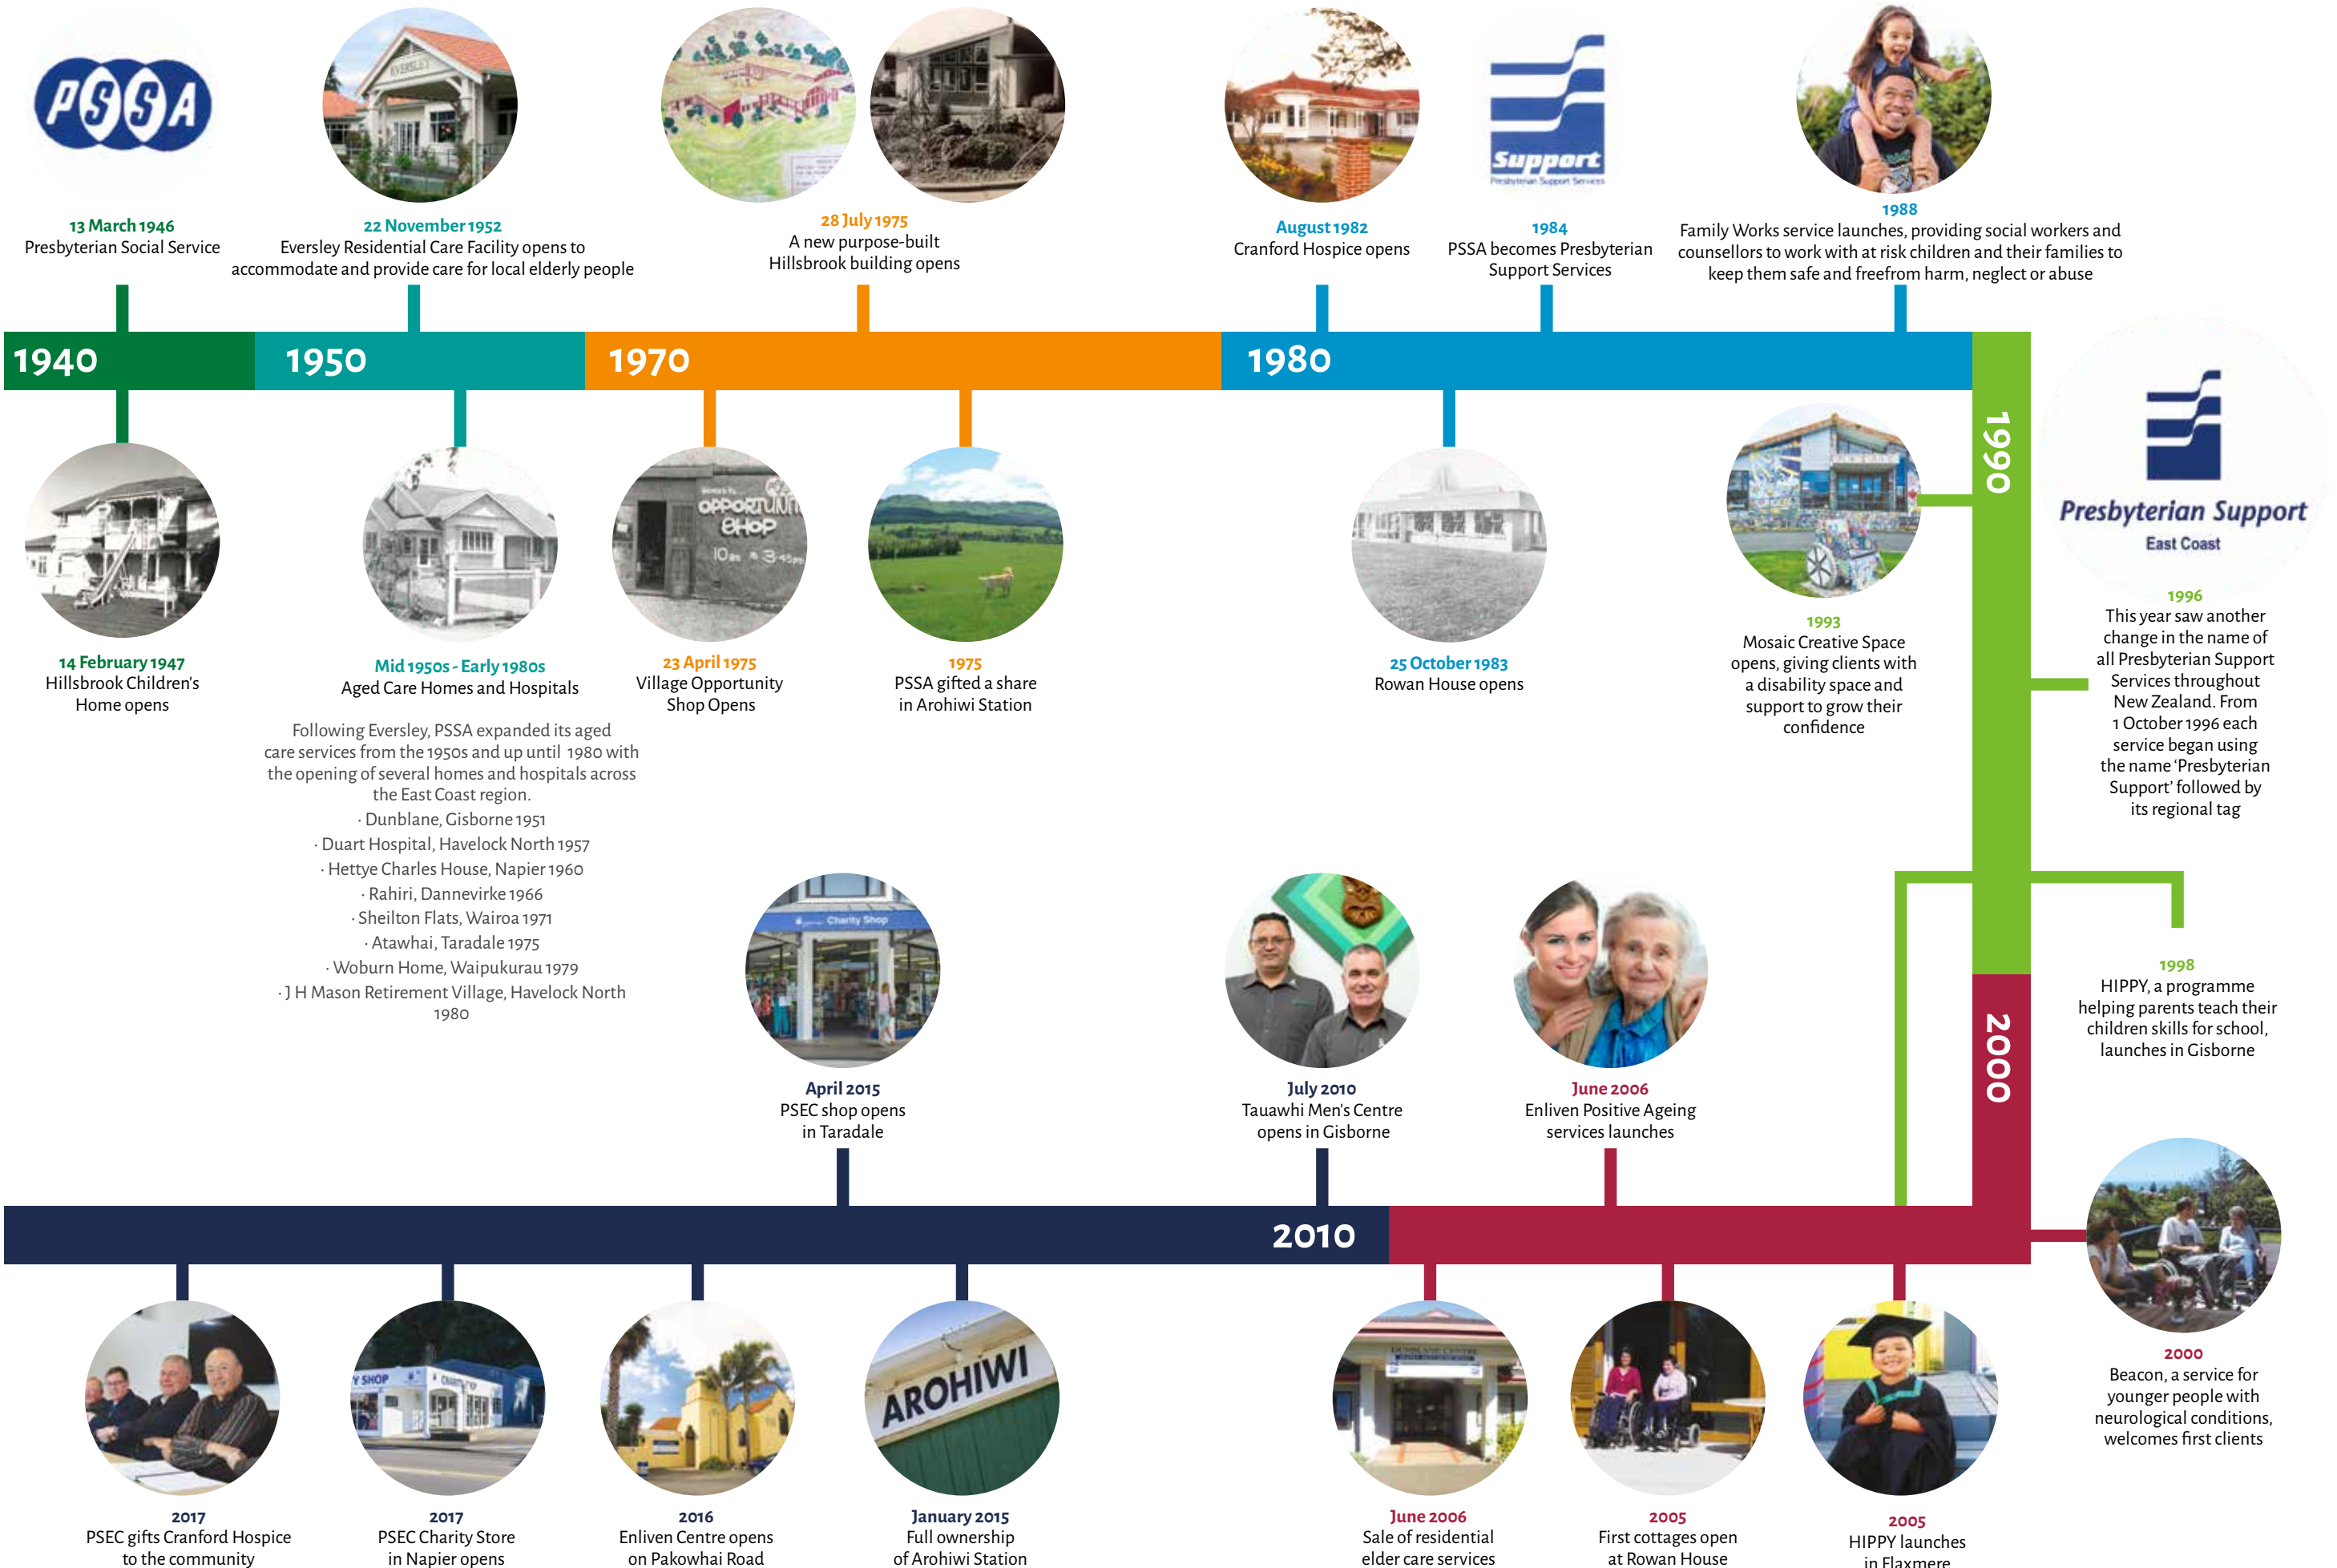 PSSA
13 March 1946
Presbyterian Social Service
EVERSLEY
22 November 1952
Eversley Residential Care Facility opens to
accommodate and provide care for local elderly people
28 July 1975
A new purpose-built
Hillsbrook building opens
August 1982
Cranford Hospice opens
Support
Presbyterian Support Services
1984
PSSA becomes Presbyterian
Support Services
1988
Family Works service launches, providing social workers and
counsellors to work with at risk children and their families to
keep them safe and freefrom harm, neglect or abuse
1940
1950
1970
1980
1990
14 February 1947
Hillsbrook Children's
Home opens
Mid 1950s - Early 1980s
Aged Care Homes and Hospitals
Following Eversley, PSSA expanded its aged
care services from the 1950s and up until 1980 with
the opening of several homes and hospitals across
the East Coast region.
· Dunblane, Gisborne 1951
· Duart Hospital, Havelock North 1957
· Hettye Charles House, Napier 1960
· Rahiri, Dannevirke 1966
· Sheilton Flats, Wairoa 1971
· Atawhai, Taradale 1975
· Woburn Home, Waipukurau 1979
· J H Mason Retirement Village, Havelock North
1980
OPPORTUNIT
SHOP
10am to 3·45pm
23 April 1975
Village Opportunity
Shop Opens
1975
PSSA gifted a share
in Arohiwi Station
25 October 1983
Rowan House opens
1993
Mosaic Creative Space
opens, giving clients with
a disability space and
support to grow their
confidence
Presbyterian Support
East Coast
1996
This year saw another
change in the name of
all Presbyterian Support
Services throughout
New Zealand. From
1 October 1996 each
service began using
the name ‘Presbyterian
Support’ followed by
its regional tag
1998
HIPPY, a programme
helping parents teach their
children skills for school,
launches in Gisborne
2000
2000
Beacon, a service for
younger people with
neurological conditions,
welcomes first clients
Charity Shop
April 2015
PSEC shop opens
in Taradale
July 2010
Tauawhi Men's Centre
opens in Gisborne
June 2006
Enliven Positive Ageing
services launches
2010
2017
PSEC gifts Cranford Hospice
to the community
Y SHOP
2017
PSEC Charity Store
in Napier opens
2016
Enliven Centre opens
on Pakowhai Road
AROHIWI
January 2015
Full ownership
of Arohiwi Station
DUNBLANE CENTRE
June 2006
Sale of residential
elder care services
2005
First cottages open
at Rowan House
2005
HIPPY launches
in Flaxmere